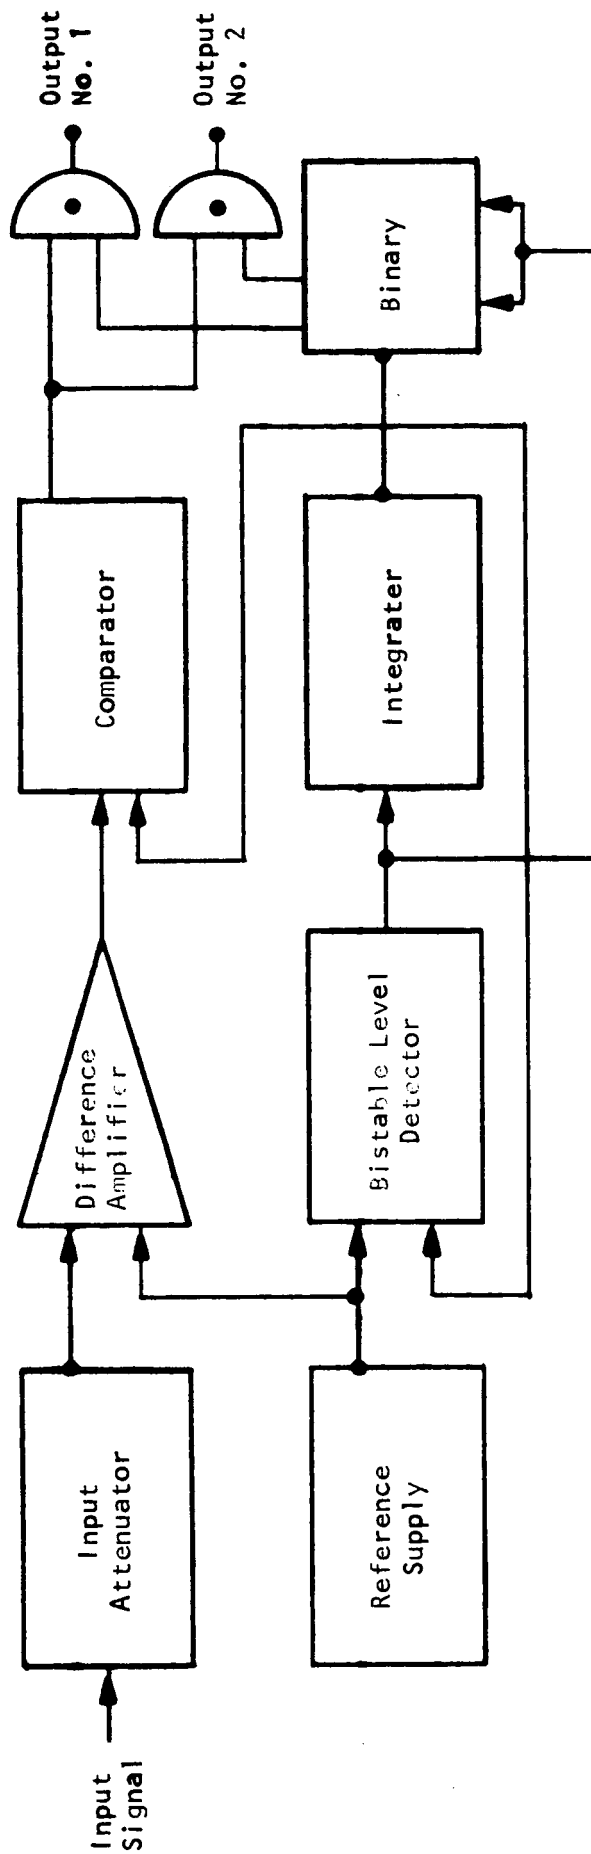 Input
Signal
Input
Attenuator
Difference
Amplifier
Comparator
Output
No. 1
Output
No. 2
Reference
Supply
Bistable Level
Detector
Integrater
Binary